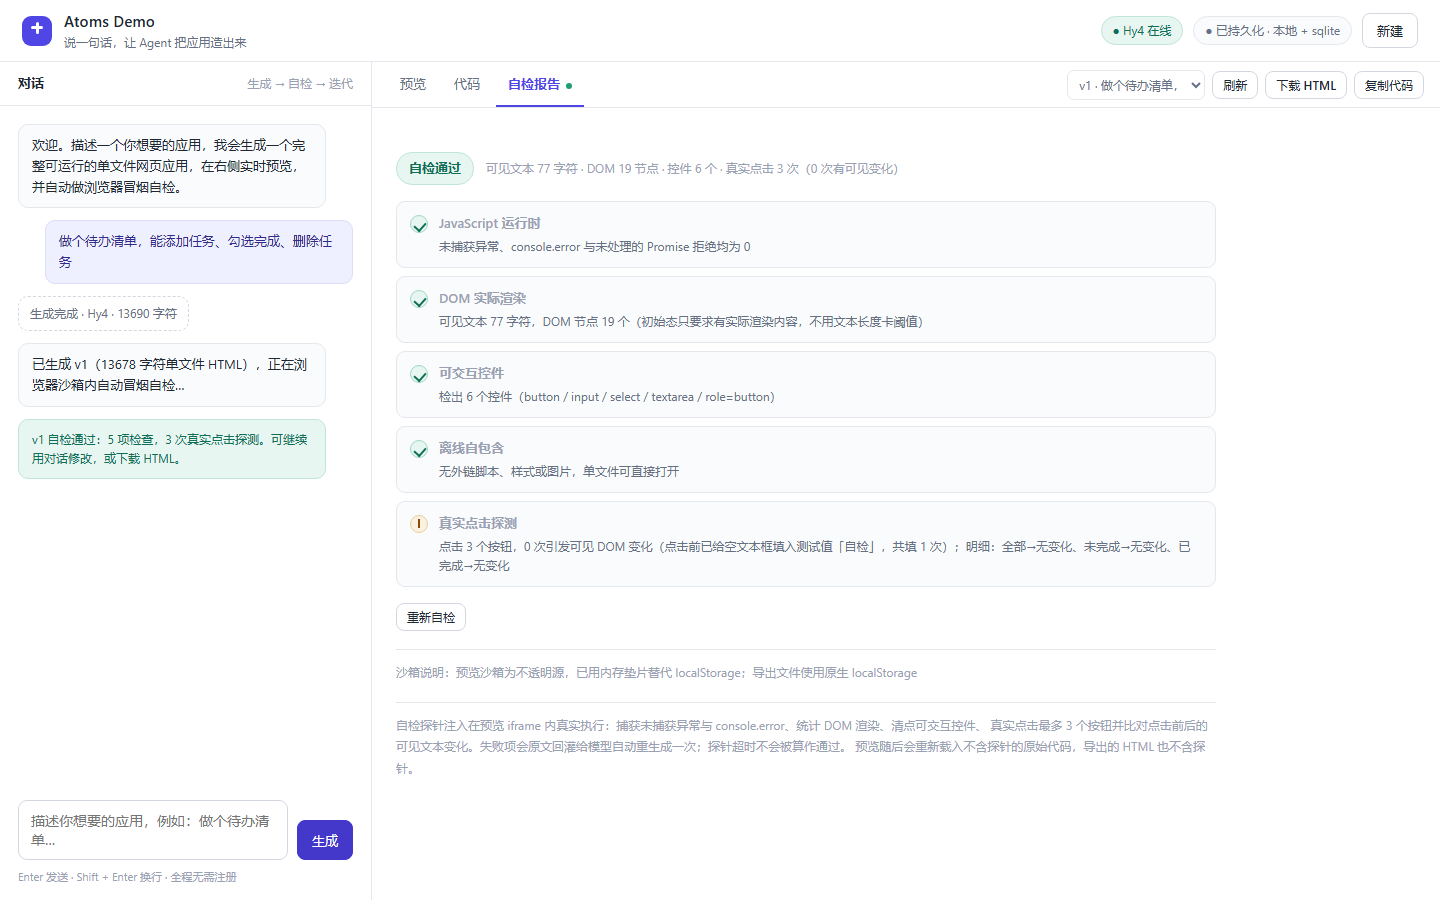 Atoms Demo
说一句话，让 Agent 把应用造出来
Hy4 在线
已持久化 · 本地 + sqlite
新建
对话
生成 → 自检 → 迭代
欢迎。描述一个你想要的应用，我会生成一个完
整可运行的单文件网页应用，在右侧实时预览，
并自动做浏览器冒烟自检。
做个待办清单，能添加任务、勾选完成、删除任
务
生成完成 · Hy4 · 13690 字符
已生成 v1（13678 字符单文件 HTML），正在浏
览器沙箱内自动冒烟自检...
v1 自检通过：5 项检查，3 次真实点击探测。可继续
用对话修改，或下载 HTML。
描述你想要的应用，例如：做个待办清
单...
生成
Enter 发送 · Shift + Enter 换行 · 全程无需注册
预览
代码
自检报告
v1 · 做个待办清单，
刷新
下载 HTML
复制代码
自检通过
可见文本 77 字符 · DOM 19 节点 · 控件 6 个 · 真实点击 3 次（0 次有可见变化）
JavaScript 运行时
未捕获异常、console.error 与未处理的 Promise 拒绝均为 0
DOM 实际渲染
可见文本 77 字符，DOM 节点 19 个（初始态只要求有实际渲染内容，不用文本长度卡阈值）
可交互控件
检出 6 个控件（button / input / select / textarea / role=button）
离线自包含
无外链脚本、样式或图片，单文件可直接打开
真实点击探测
点击 3 个按钮，0 次引发可见 DOM 变化（点击前已给空文本框填入测试值「自检」，共填 1 次）；明细：全部→无变化、未完成→无变化、已
完成→无变化
重新自检
沙箱说明：预览沙箱为不透明源，已用内存垫片替代 localStorage；导出文件使用原生 localStorage
自检探针注入在预览 iframe 内真实执行：捕获未捕获异常与 console.error、统计 DOM 渲染、清点可交互控件、 真实点击最多 3 个按钮并比对点击前后的
可见文本变化。失败项会原文回灌给模型自动重生成一次；探针超时不会被算作通过。 预览随后会重新载入不含探针的原始代码，导出的 HTML 也不含探
针。